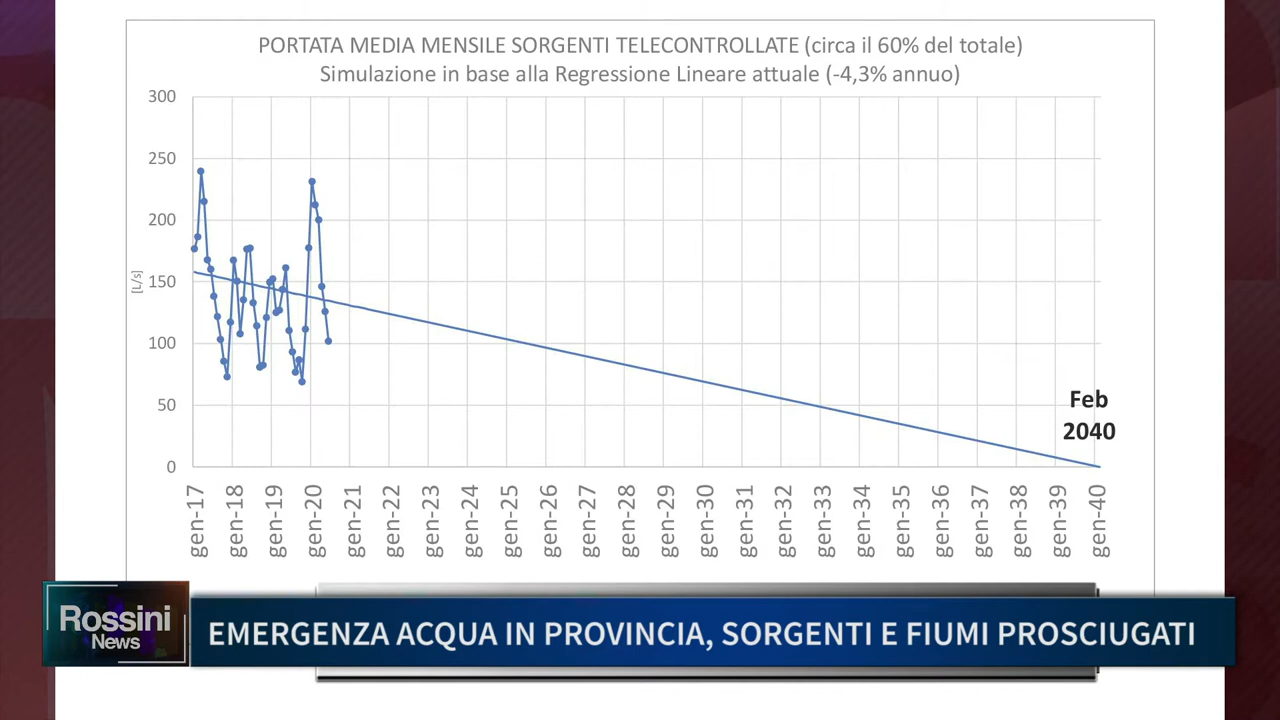 PORTATA MEDIA MENSILE SORGENTI TELECONTROLLATE (circa il 60% del totale)
Simulazione in base alla Regressione Lineare attuale (-4,3% annuo)
300
250
200
150
100
50
0
[L/s]
Feb
2040
gen-17
gen-18
gen-19
gen-20
gen-21
gen-22
gen-23
gen-24
gen-25
gen-26
gen-27
gen-28
gen-29
gen-30
gen-31
gen-32
gen-33
gen-34
gen-35
gen-36
gen-37
gen-38
gen-39
gen-40
Rossini
News
EMERGENZA ACQUA IN PROVINCIA, SORGENTI E FIUMI PROSCIUGATI